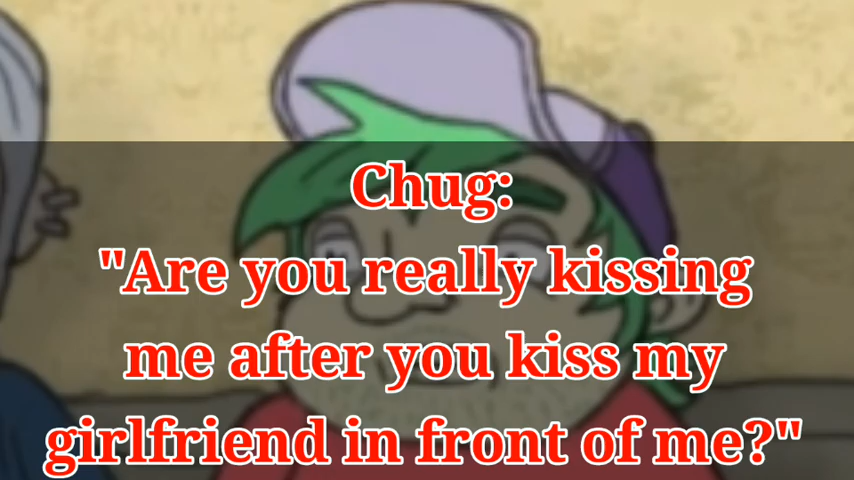 Chug:
"Are you really kissing
me after you kiss my
girlfriend in front of me?"